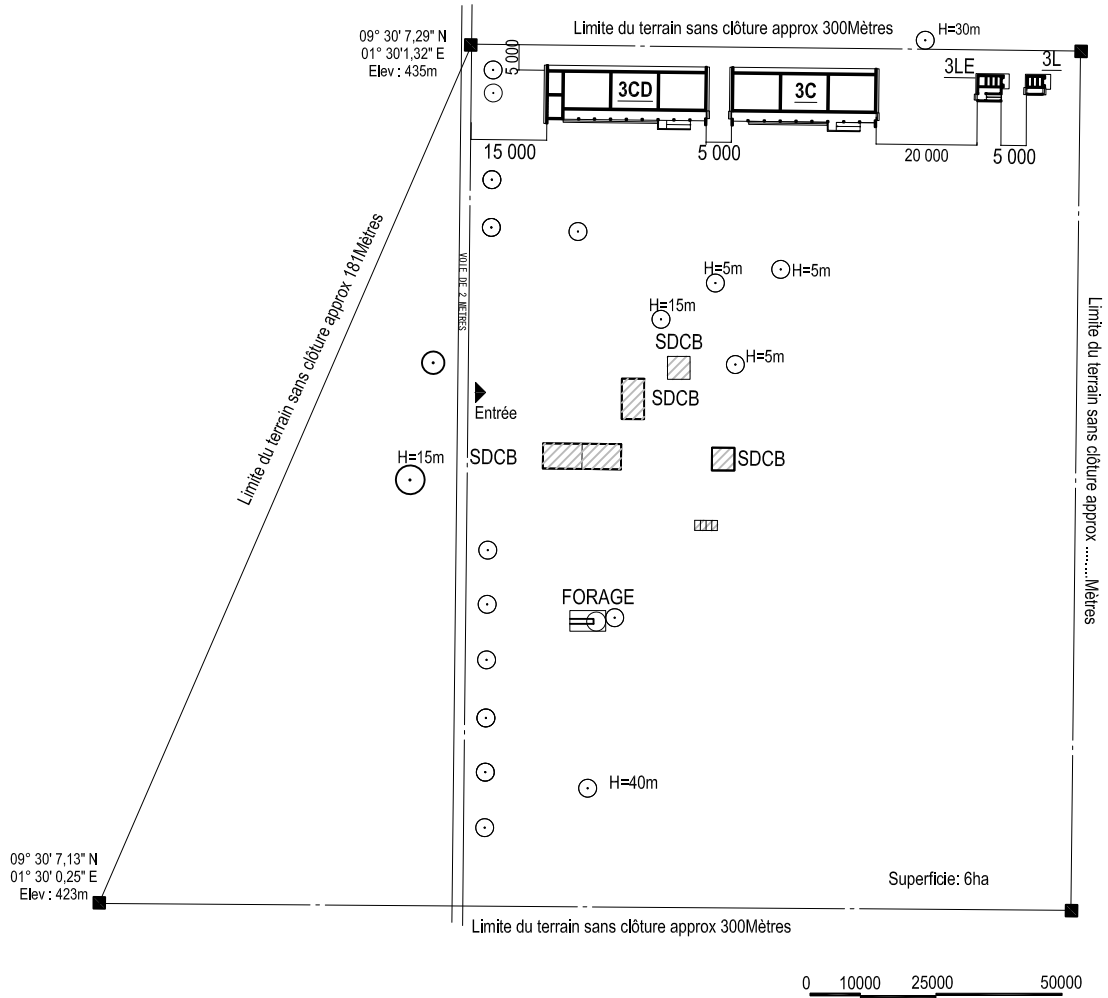 09° 30' 7,29" N
01° 30'1,32" E
Elev : 435m
Limite du terrain sans clôture approx 300Mètres
H=30m
5 000
3CD
3C
3LE
3L
15 000
5 000
20 000
5 000
Limite du terrain sans clôture approx 181Mètres
VOIE DE 2 METRES
H=5m
H=5m
H=15m
SDCB
H=5m
SDCB
Entrée
H=15m
SDCB
SDCB
Limite du terrain sans clôture approx ........Mètres
FORAGE
H=40m
09° 30' 7,13" N
01° 30' 0,25" E
Elev : 423m
Superficie: 6ha
Limite du terrain sans clôture approx 300Mètres
0 10000 25000 50000